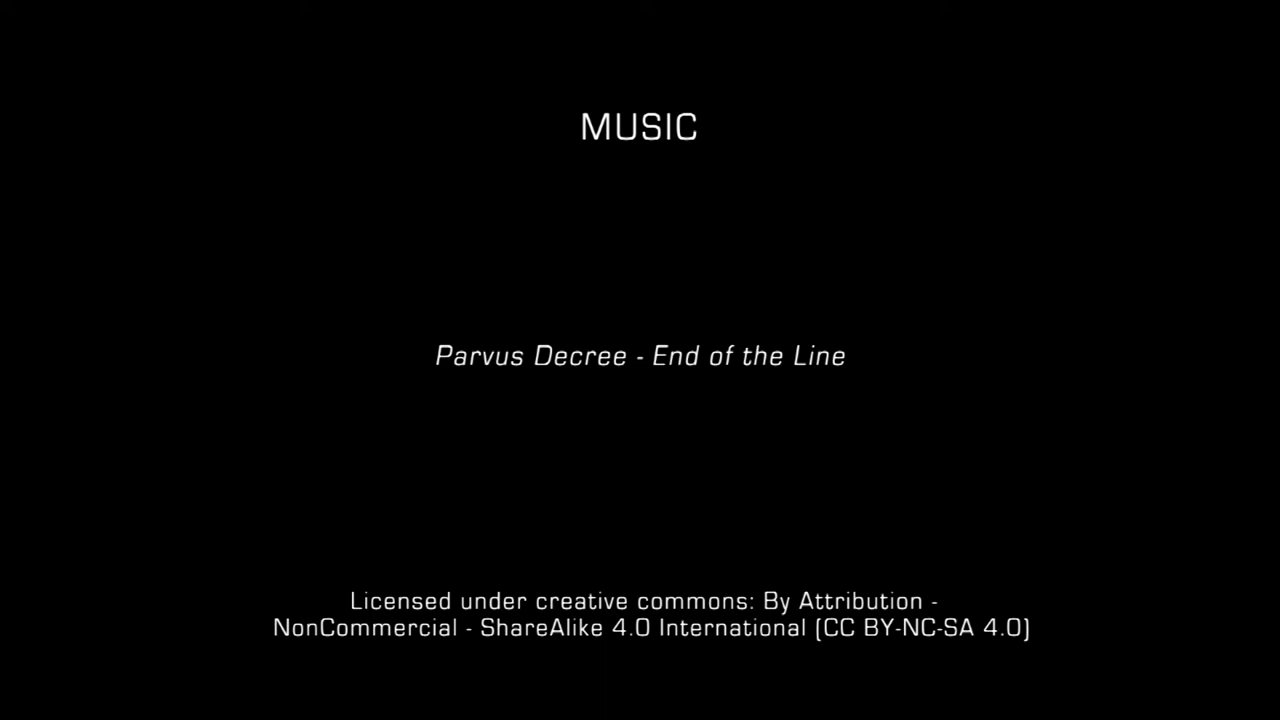 MUSIC
Parvus Decree - End of the Line
Licensed under creative commons: By Attribution -
NonCommercial - ShareAlike 4.0 International (CC BY-NC-SA 4.0)